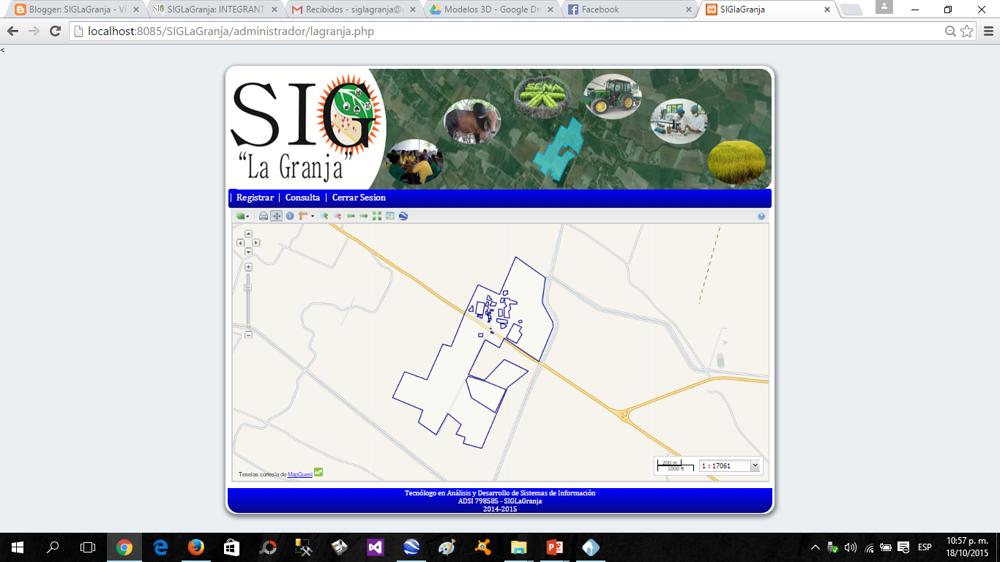 Blogger: SIGLaGranja - Vi
SIGLaGranja: INTEGRANT
Recibidos - siglagranja@g
Modelos 3D - Google Dri
Facebook
SIGlaGranja
localhost:8085/SIGLaGranja/administrador/lagranja.php
<
SIG
“La Granja”
SENA
Registrar | Consulta | Cerrar Sesion
200 m
1000 ft
1 : 17061
Teselas cortesía de MapQuest
Tecnólogo en Análisis y Desarrollo de Sistemas de Información
ADSI 798585 - SIGLaGranja
2014-2015
ESP
10:57 p. m.
18/10/2015